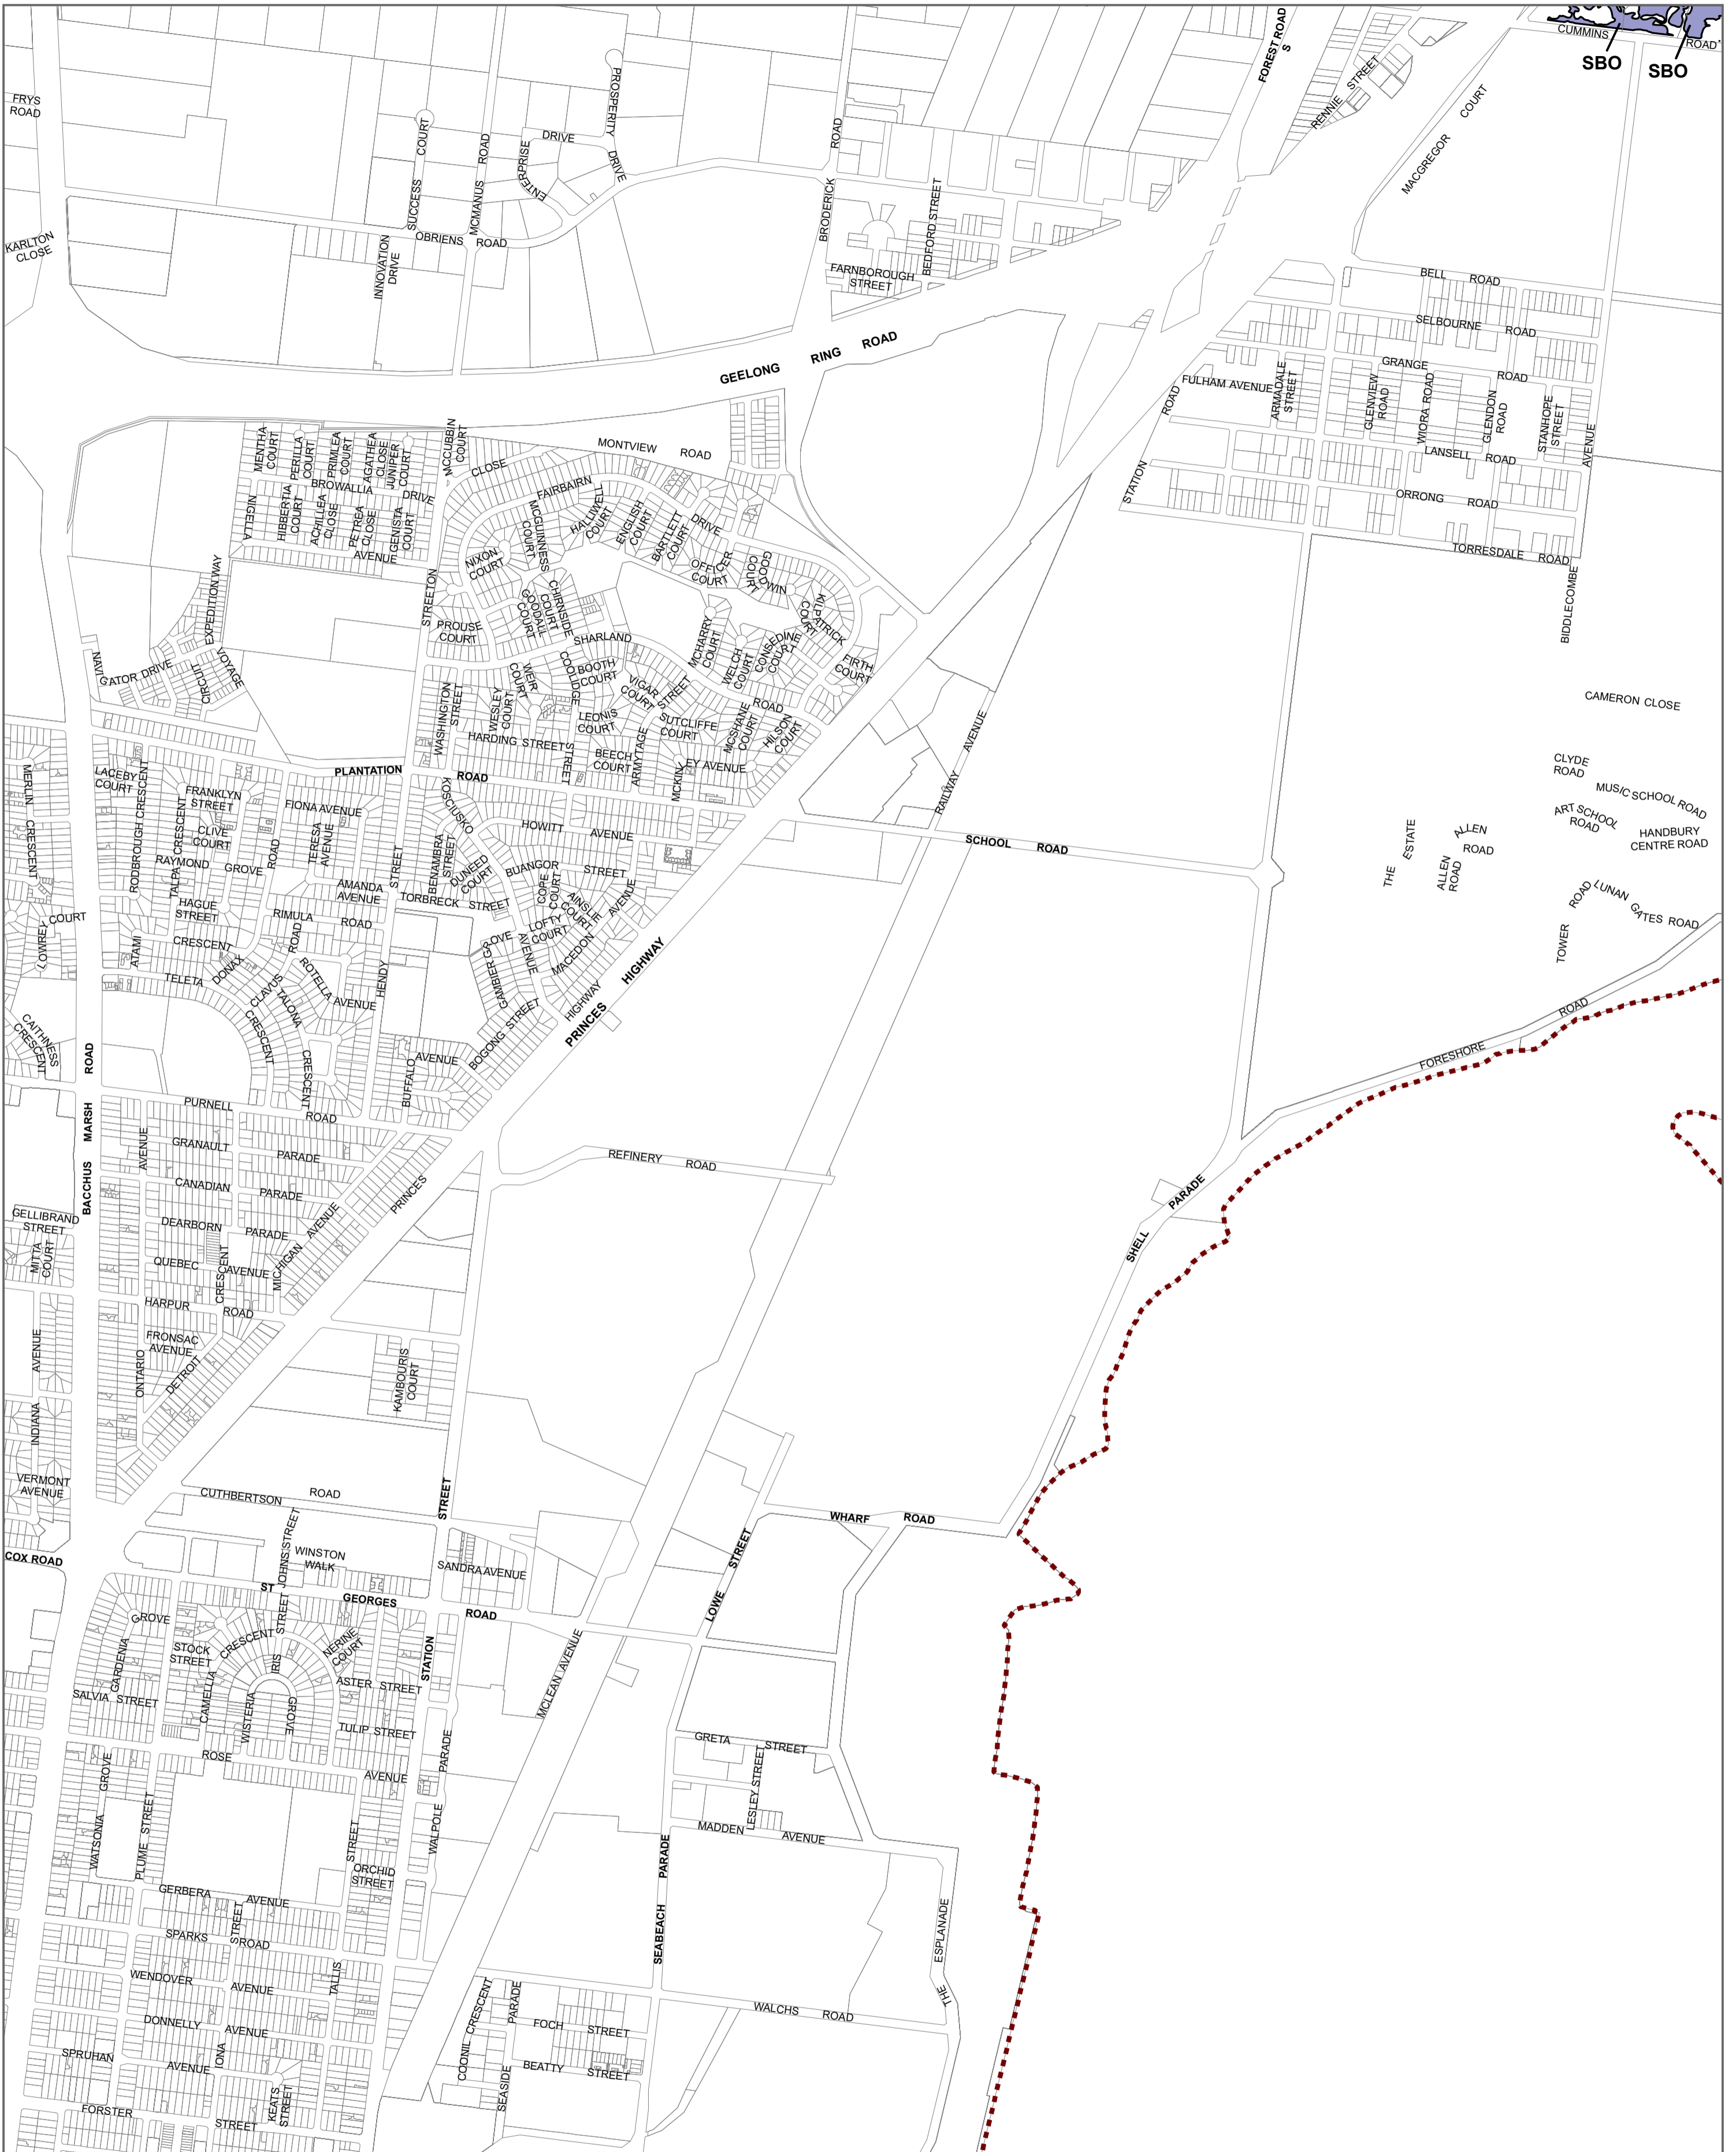 CUMMINS
ROAD
SBO
SBO
FOREST ROAD
S
RENNIE STREET
MACGREGOR COURT
FRYS
ROAD
KARLTON
CLOSE
SUCCESS COURT
MCMANUS ROAD
ENTERPRISE
DRIVE
PROSPERITY
DRIVE
OBRIENS ROAD
INNOVATION
DRIVE
BRODERICK ROAD
BEDFORD STREET
FARNBOROUGH
STREET
GEELONG RING ROAD
BELL ROAD
SELBOURNE ROAD
GRANGE ROAD
FULHAM AVENUE
ARMADALE
STREET
GLENVIEW
ROAD
WIORA ROAD
GLENDON
ROAD
STANHOPE
STREET
AVENUE
LANSELL ROAD
ORRONG ROAD
TORRESDALE ROAD
BIDDLECOMBE
STATION ROAD
MENTHA
COURT
PERILLA
COURT
PRIMLEA
COURT
AGATHEA
CLOSE
JUNIPER
COURT
MCCUBBIN
COURT
CLOSE
MONTVIEW ROAD
BROWALLIA DRIVE
NIGELLA
HIBBERTIA
COURT
ACHILLEA
CLOSE
PETREA
CLOSE
GENISTA
COURT
AVENUE
FAIRBAIRN
DRIVE
MCGUINNESS
COURT
HALLIWELL
COURT
ENGLISH
COURT
BARTLETT
COURT
OFFICER
COURT
GOODWIN
COURT
KILPATRICK
COURT
NIXON
COURT
STREETON
EXPEDITION WAY
CHIRNSIDE
COURT
GOODALL
COURT
PROUSE
COURT
SHARLAND
ROAD
MCHARRY
COURT
WELCH
COURT
CONSEDINE
COURT
FIRTH
COURT
NAVIGATOR DRIVE
VOYAGE
CIRCUIT
WEIR
COURT
COOLIDGE
STREET
BOOTH
COURT
VIGAR
COURT
STREET
WASHINGTON
STREET
WESLEY
COURT
LEONIS
COURT
SUTCLIFFE
COURT
MCSHANE
COURT
HILSON
COURT
HARDING STREET
BEECH
COURT
ARMYTAGE
MCKINLEY AVENUE
PLANTATION ROAD
RAILWAY AVENUE
CAMERON CLOSE
CLYDE
ROAD
MUSIC SCHOOL ROAD
ART SCHOOL
ROAD
HANDBURY
CENTRE ROAD
THE ESTATE
ALLEN
ROAD
ALLEN
ROAD
LUNAN GATES ROAD
TOWER ROAD
MERLIN CRESCENT
LACEBY
COURT
RODBROUGH CRESCENT
FRANKLYN
STREET
TALPA CRESCENT
CLIVE
COURT
FIONA AVENUE
TERESA
AVENUE
RAYMOND GROVE
ROAD
KOSCIUSKO
HOWITT AVENUE
BENAMBRA
STREET
DUNEED
COURT
BUANGOR STREET
COPE
COURT
AINSLIE
COURT
AVENUE
AMANDA
AVENUE
STREET
TORBRECK STREET
HAGUE
STREET
RIMULA ROAD
LOFTY
COURT
MACEDON
SCHOOL ROAD
LOWREY COURT
ATAMI
CRESCENT
ROAD
GAMBIER GROVE
AVENUE
TELETA
DONAX
CLAVUS
TALONA
ROTELLA AVENUE
HENDY
CRESCENT
CRESCENT
PRINCES HIGHWAY
HIGHWAY
BOGONG STREET
BUFFALO AVENUE
CAITHNESS
CRESCENT
BACCHUS MARSH ROAD
PURNELL ROAD
GRANAULT PARADE
AVENUE
CANADIAN PARADE
DEARBORN PARADE
QUEBEC AVENUE
CRESCENT
MICHIGAN AVENUE
PRINCES
REFINERY ROAD
FORESHORE ROAD
SHELL PARADE
GELLIBRAND
STREET
MITTA
COURT
HARPUR ROAD
FRONSAC
AVENUE
ONTARIO
DETROIT
INDIANA AVENUE
VERMONT
AVENUE
KAMBOURIS
COURT
CUTHBERTSON ROAD
STREET
COX ROAD
JOHNS STREET
WINSTON
WALK
SANDRA AVENUE
ST GEORGES ROAD
LOWE STREET
WHARF ROAD
GROVE
GARDENIA
STOCK
STREET
CRESCENT
STREET
IRIS
NERINE
COURT
STATION
MCLEAN AVENUE
SALVIA STREET
CAMELLIA
WISTERIA
GROVE
ASTER STREET
TULIP STREET
ROSE AVENUE
WALPOLE PARADE
GRETA STREET
LESLEY STREET
MADDEN AVENUE
WATSONIA GROVE
PLUME STREET
STREET
ORCHID
STREET
SEABEACH PARADE
GERBERA AVENUE
STREET
SPARKS ROAD
WENDOVER AVENUE
TALLIS
DONNELLY AVENUE
IONA
SPRUHAN AVENUE
KEATS
STREET
FORSTER STREET
COONIL CRESCENT
SEASIDE PARADE
FOCH STREET
BEATTY STREET
WALCHS ROAD
THE ESPLANADE